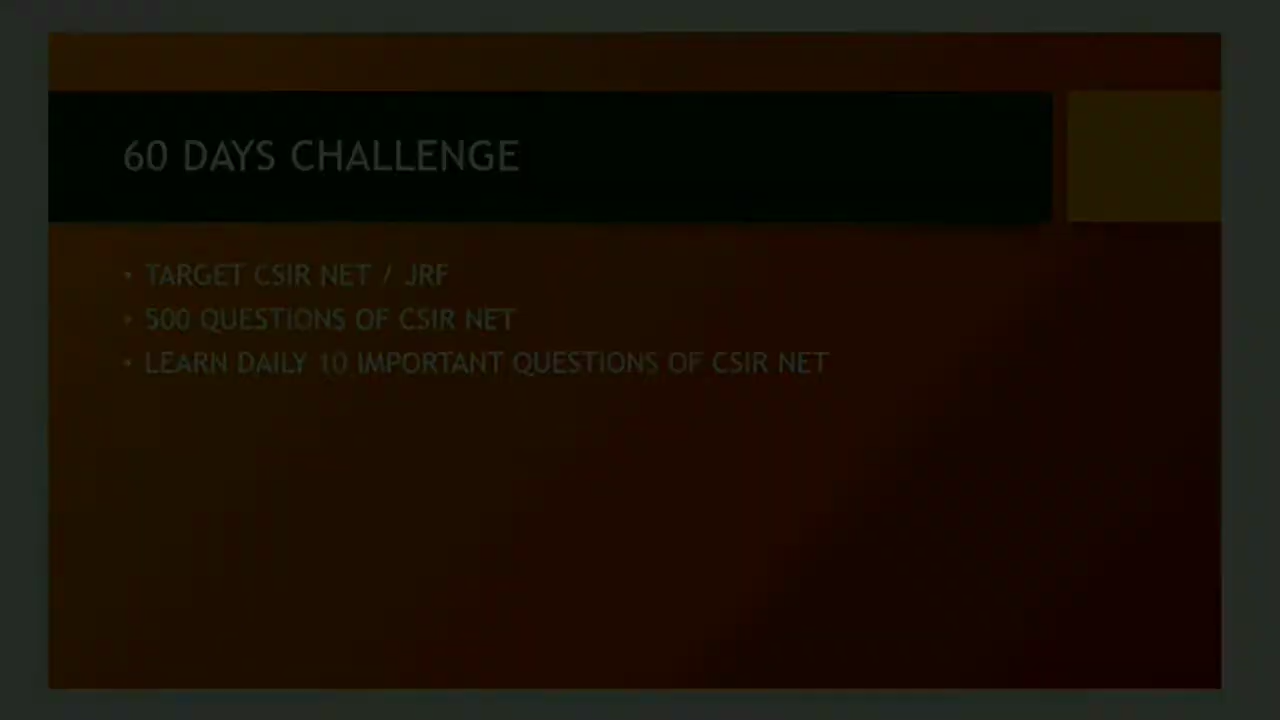 60 DAYS CHALLENGE
• TARGET CSIR NET / JRF
• 500 QUESTIONS OF CSIR NET
• LEARN DAILY 10 IMPORTANT QUESTIONS OF CSIR NET